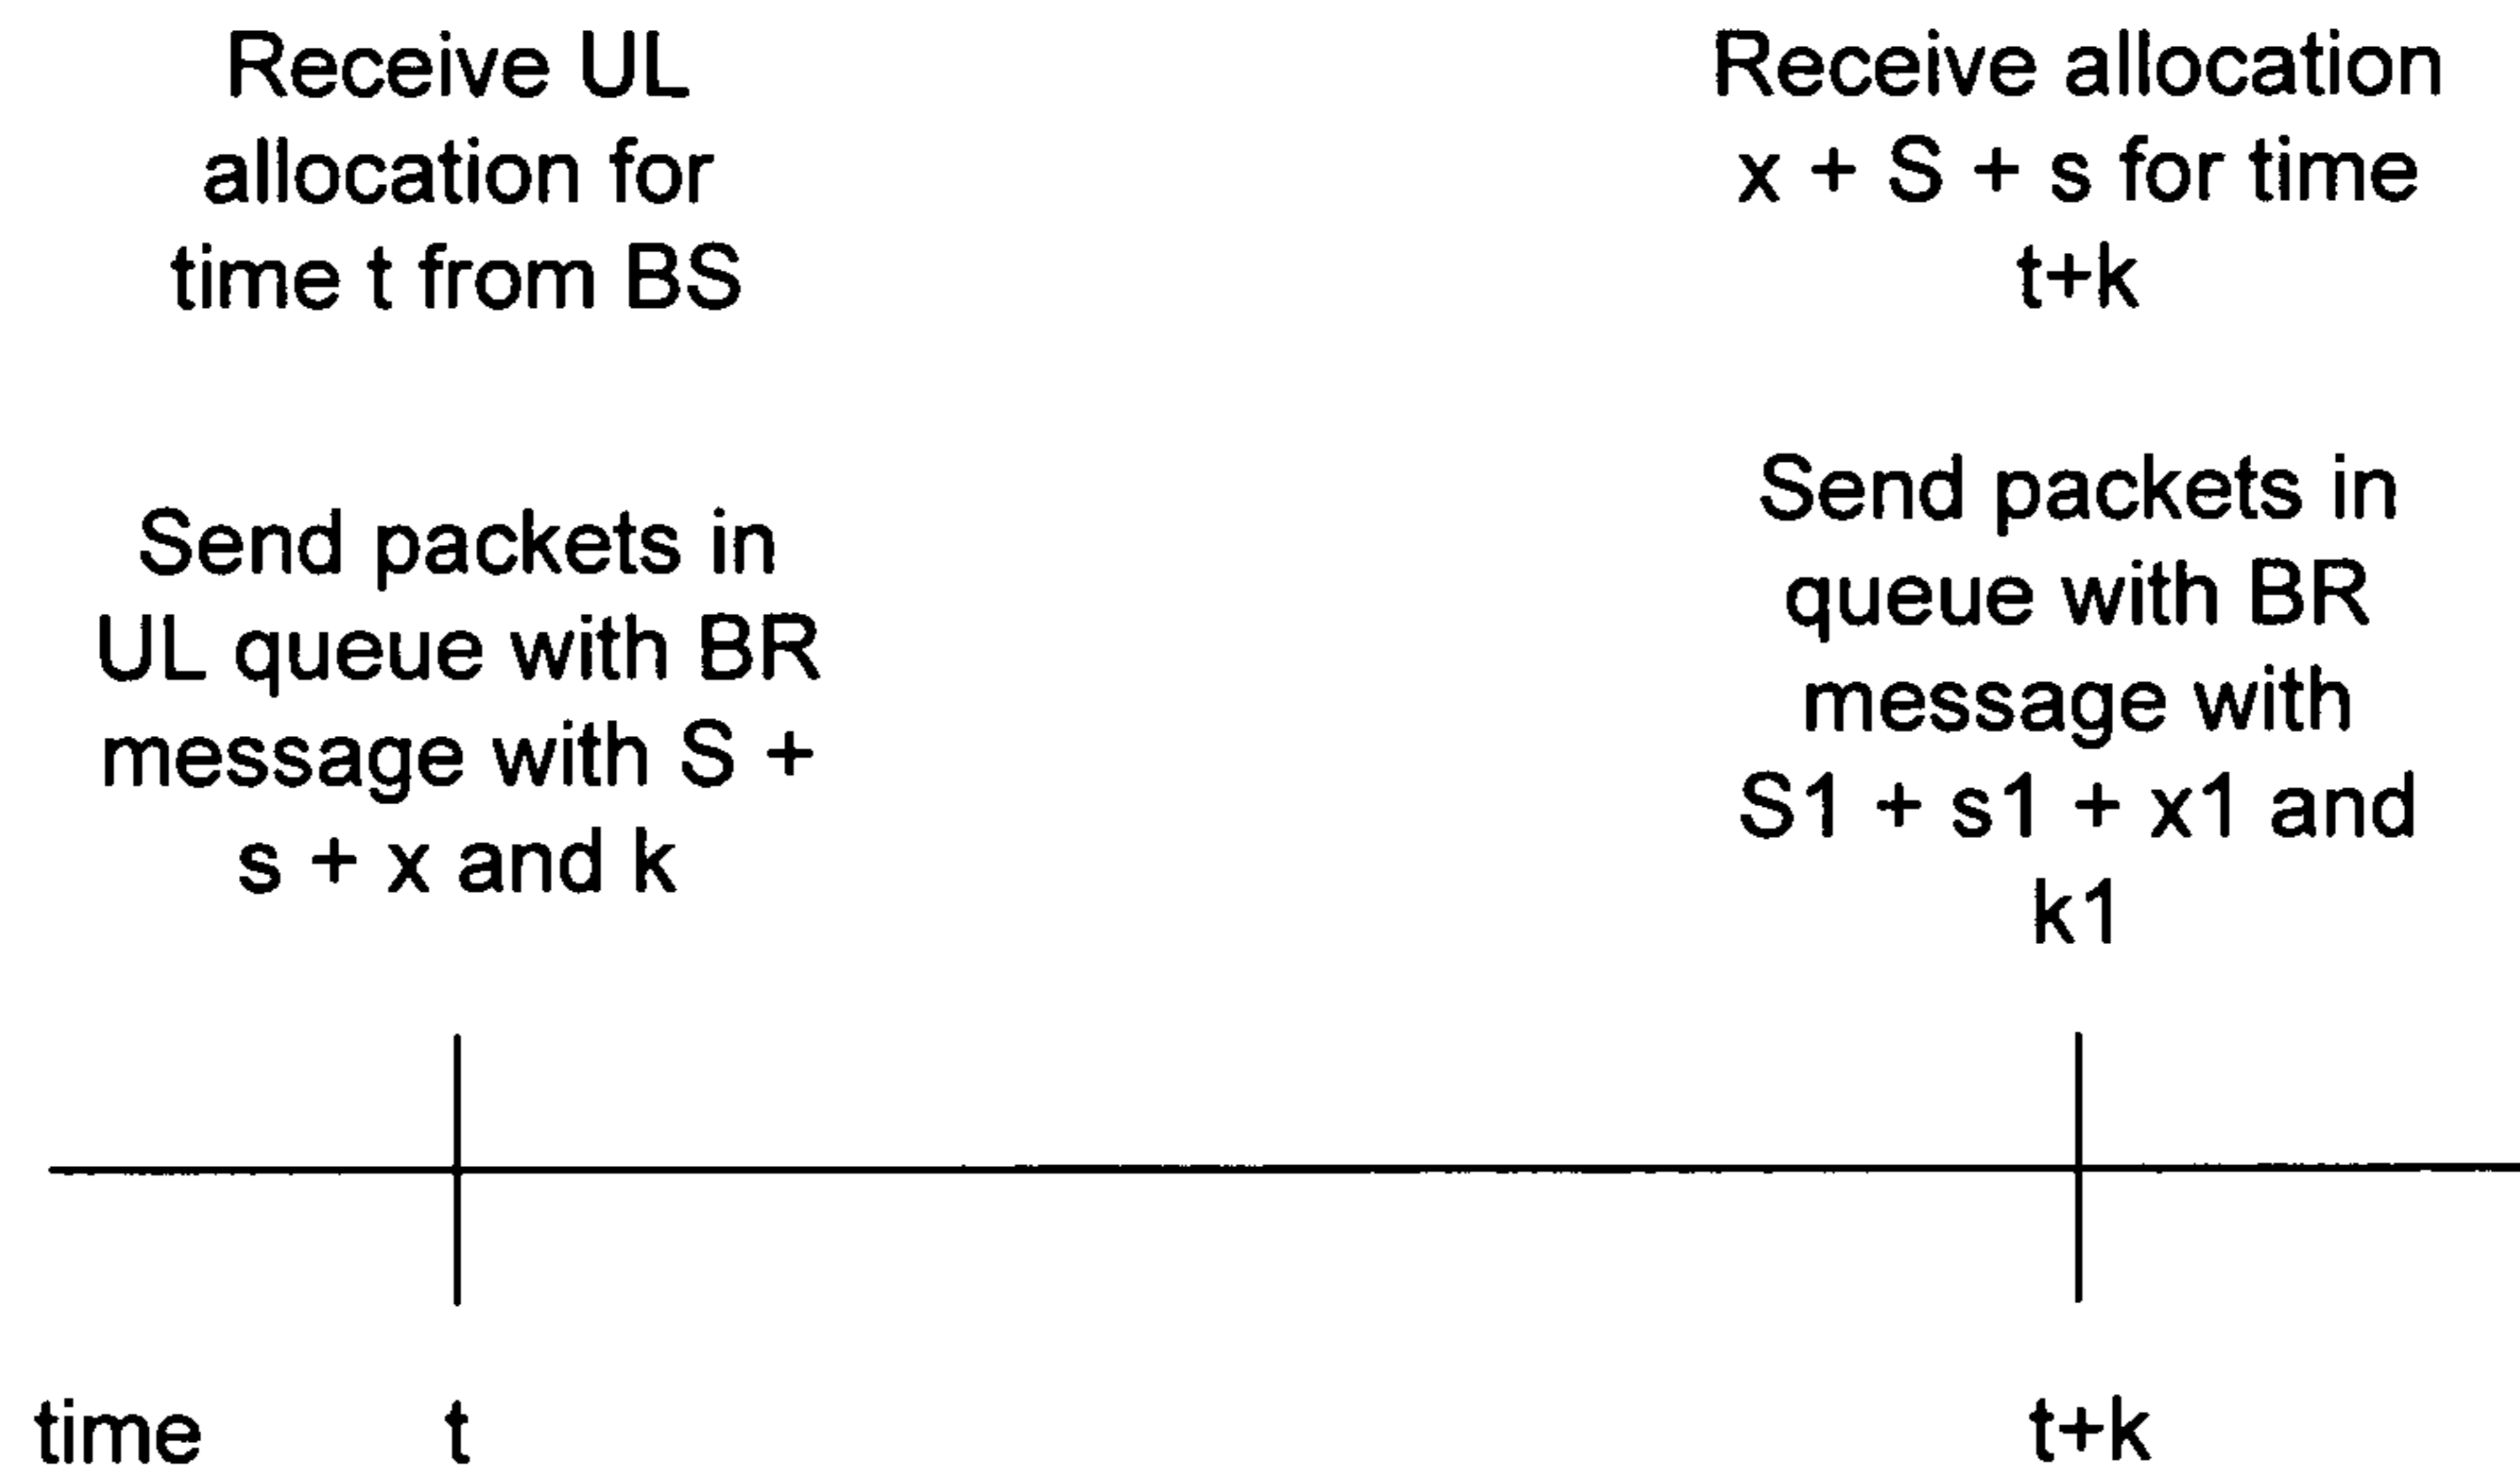 Receive UL
allocation for
time t from BS
Receive allocation
x + S + s for time
t+k
Send packets in
UL queue with BR
message with S +
s + x and k
Send packets in
queue with BR
message with
S1 + s1 + x1 and
k1
time t t+k